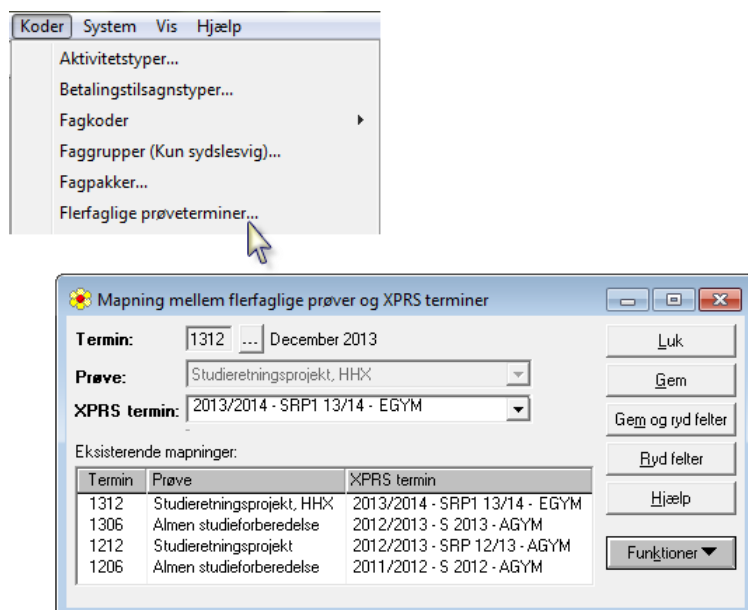 Koder System Vis Hjælp
Aktivitetstyper...
Betalingstilsagnstyper...
Fagkoder
Faggrupper (Kun sydslesvig)...
Fagpakker...
Flerfaglige prøveterminer...
Mapning mellem flerfaglige prøver og XPRS terminer
Termin: 1312 ... December 2013
Prøve: Studieretningsprojekt, HHX
XPRS termin: 2013/2014 - SRP1 13/14 - EGYM
Eksisterende mapninger:
Termin Prøve XPRS termin
1312 Studieretningsprojekt, HHX 2013/2014 - SRP1 13/14 - EGYM
1306 Almen studieforberedelse 2012/2013 - S 2013 - AGYM
1212 Studieretningsprojekt 2012/2013 - SRP 12/13 - AGYM
1206 Almen studieforberedelse 2011/2012 - S 2012 - AGYM
Luk
Gem
Gem og ryd felter
Ryd felter
Hjælp
Funktioner